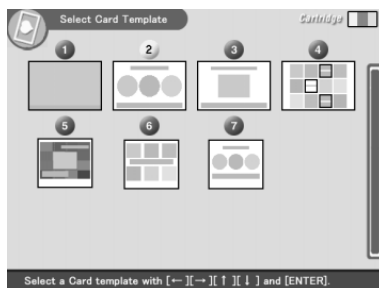 Select Card Template
Cartridge
1 2 3 4
5 6 7
Select a Card template with [←][→][↑][↓] and [ENTER].